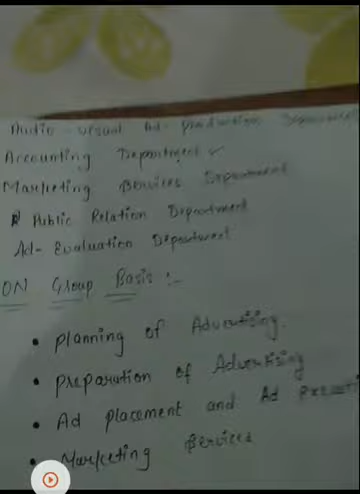 Audio-visual Ad-production Department
Accounting Department
Marketing Services Department
Public Relation Department
Ad-Evaluation Department
ON Group Basis :-
• Planning of Advertising.
• Preparation of Advertising
• Ad placement and Ad
• Marketing Services